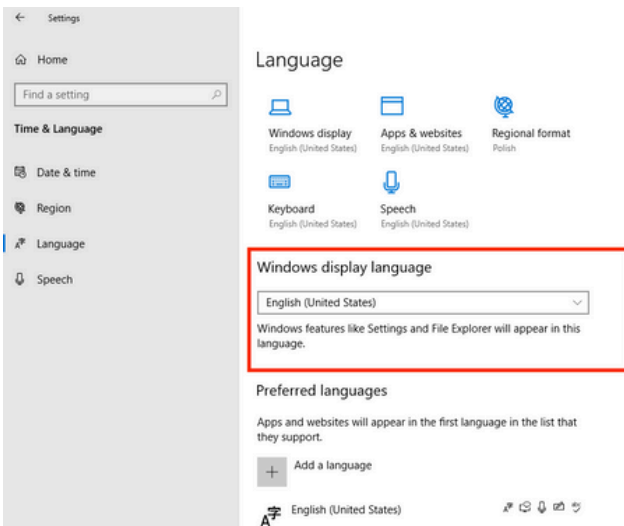 Settings
Home
Find a setting
Time & Language
Date & time
Region
Language
Speech
Language
Windows display
English (United States)
Apps & websites
English (United States)
Regional format
Polish
Keyboard
English (United States)
Speech
English (United States)
Windows display language
English (United States)
Windows features like Settings and File Explorer will appear in this
language.
Preferred languages
Apps and websites will appear in the first language in the list that
they support.
Add a language
English (United States)